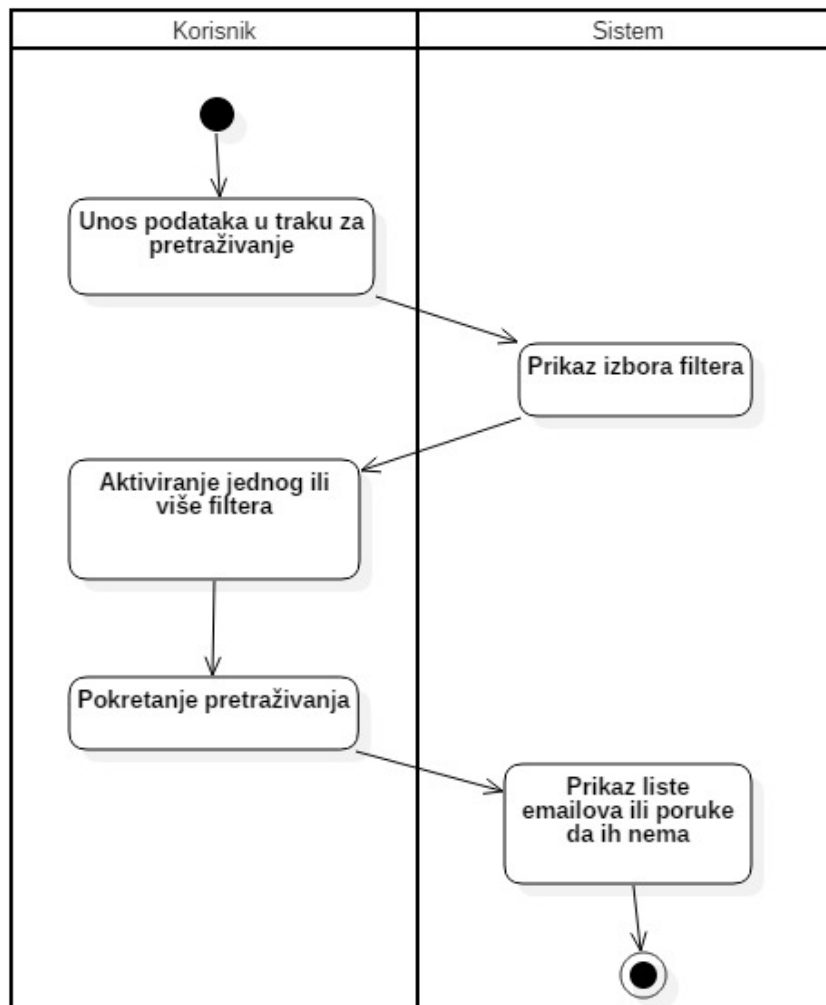 Korisnik
Sistem
Unos podataka u traku za
pretraživanje
Prikaz izbora filtera
Aktiviranje jednog ili
više filtera
Pokretanje pretraživanja
Prikaz liste
emailova ili poruke
da ih nema